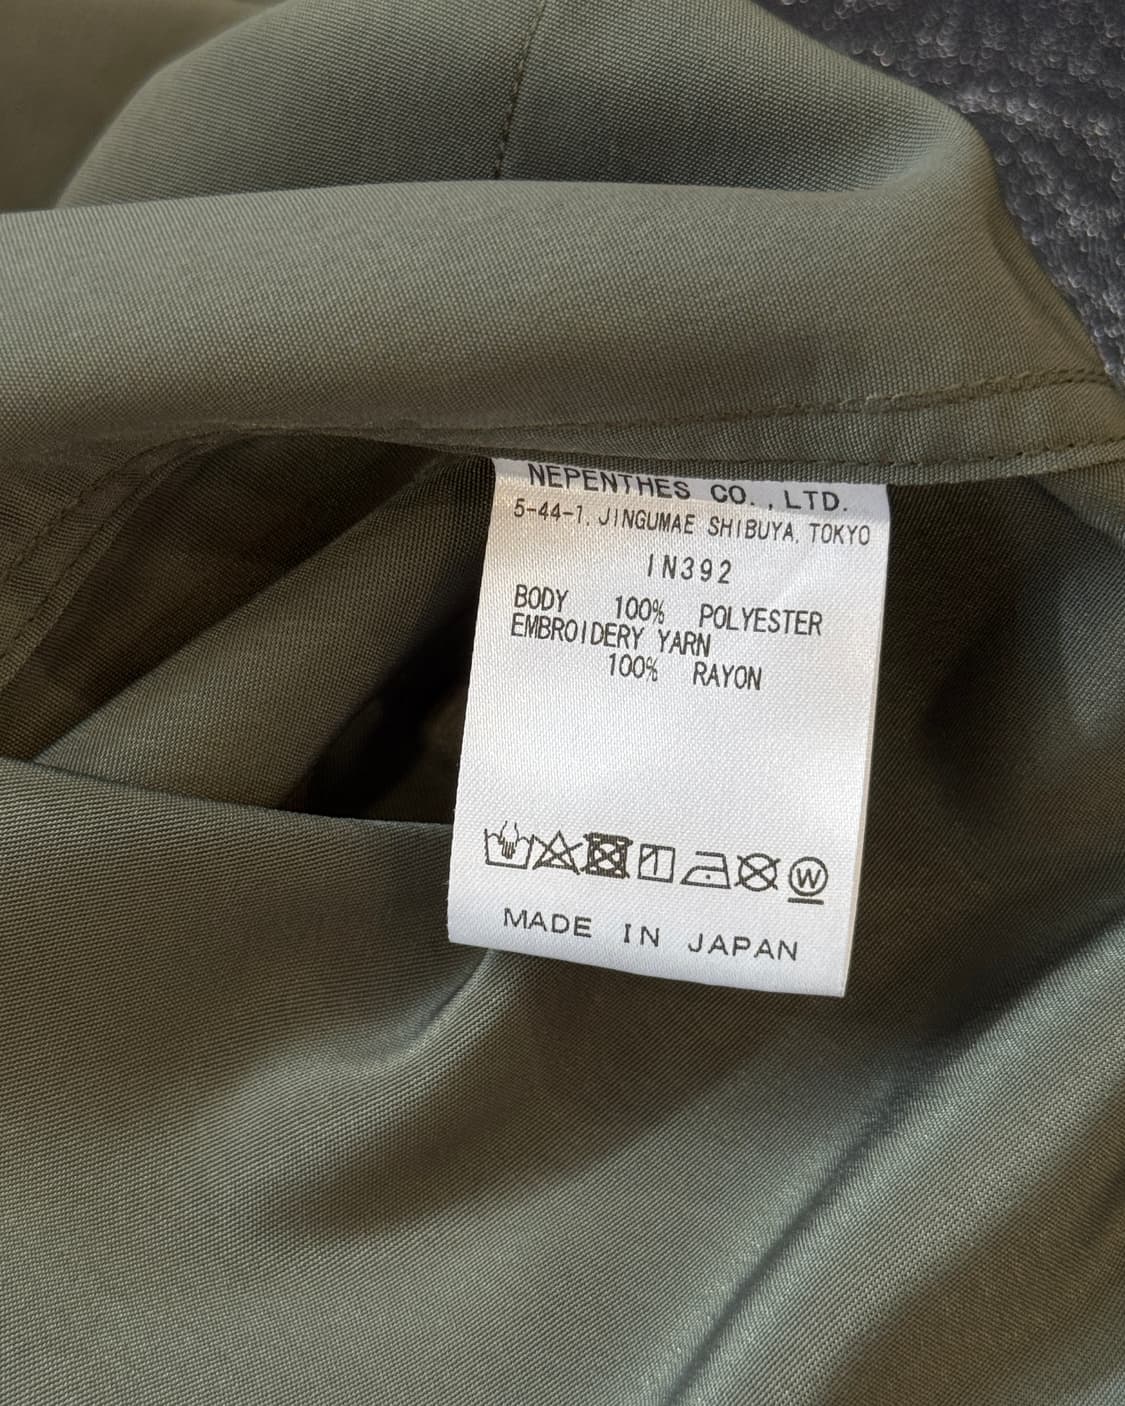 NEPENTHES CO.,LTD.
5-44-1, JINGUMAE SHIBUYA, TOKYO
IN392
BODY 100% POLYESTER
EMBROIDERY YARN
100% RAYON
W
MADE IN JAPAN